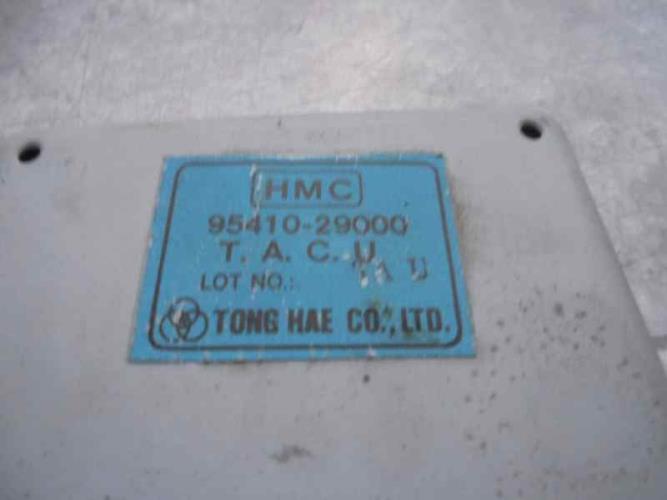 HMC
95410-29000
T. A. C. U
LOT NO.:
TONG HAE CO., LTD.